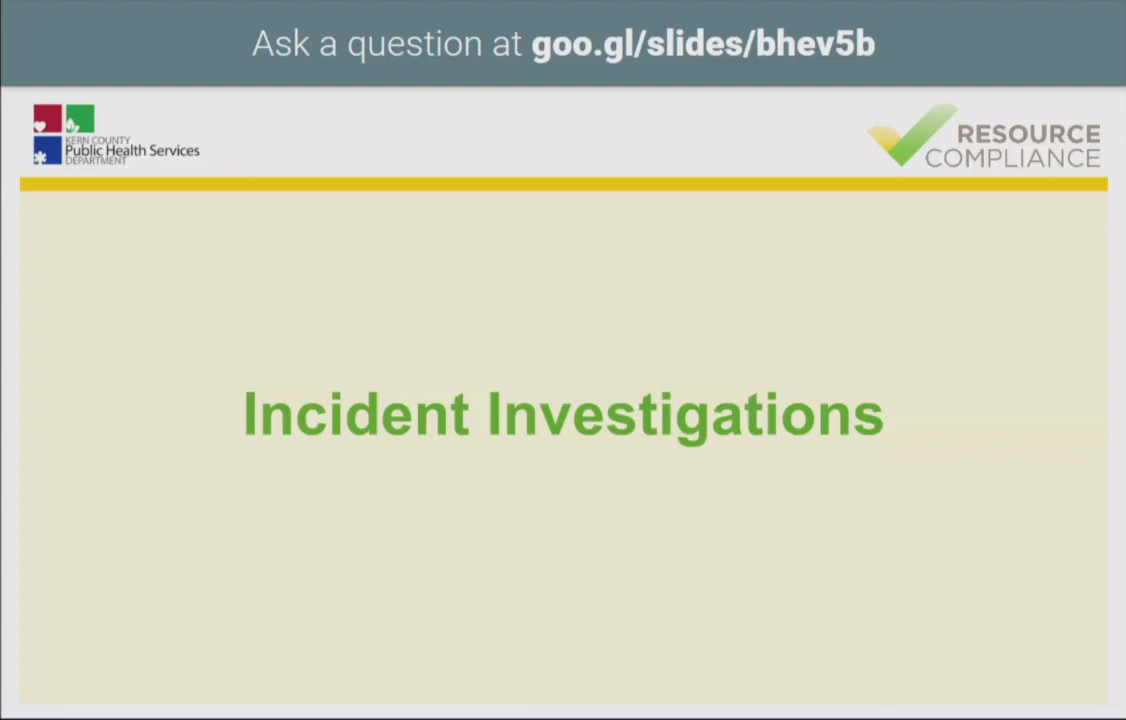 Ask a question at goo.gl/slides/bhev5b
KERN COUNTY
Public Health Services
DEPARTMENT
RESOURCE
COMPLIANCE
Incident Investigations